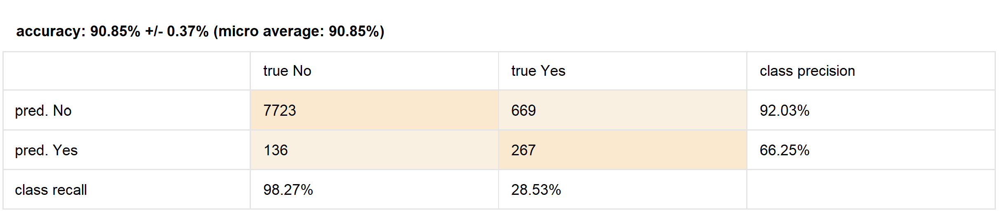 accuracy: 90.85% +/- 0.37% (micro average: 90.85%)
true No true Yes class precision
pred. No 7723 669 92.03%
pred. Yes 136 267 66.25%
class recall 98.27% 28.53%